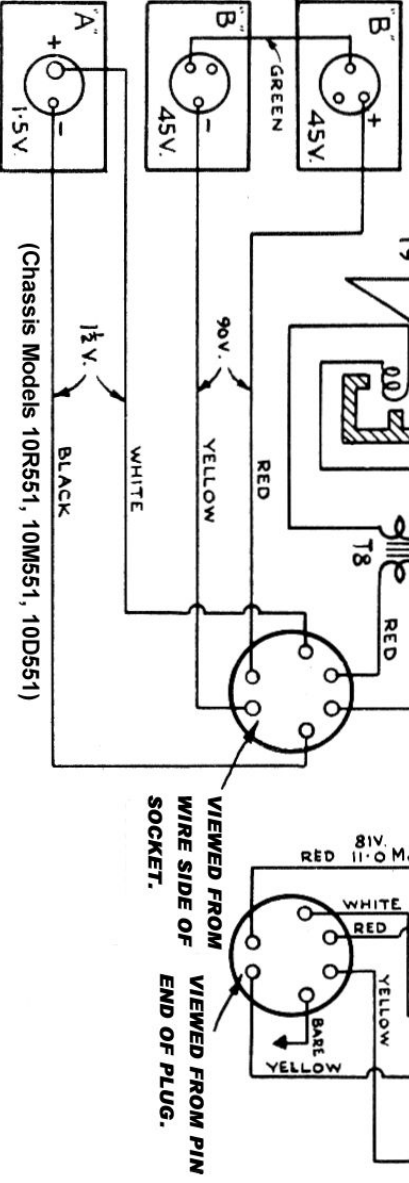 "A"
+
-
1·5V.
"B"
-
45V.
"B"
+
45V.
GREEN
1½ V.
90V.
BLACK
WHITE
YELLOW
RED
T8
RED
(Chassis Models 10R551, 10M551, 10D551)
VIEWED FROM
WIRE SIDE OF
SOCKET.
VIEWED FROM PIN
END OF PLUG.
81V.
RED 11·0 M
WHITE
RED
YELLOW
BARE
YELLOW